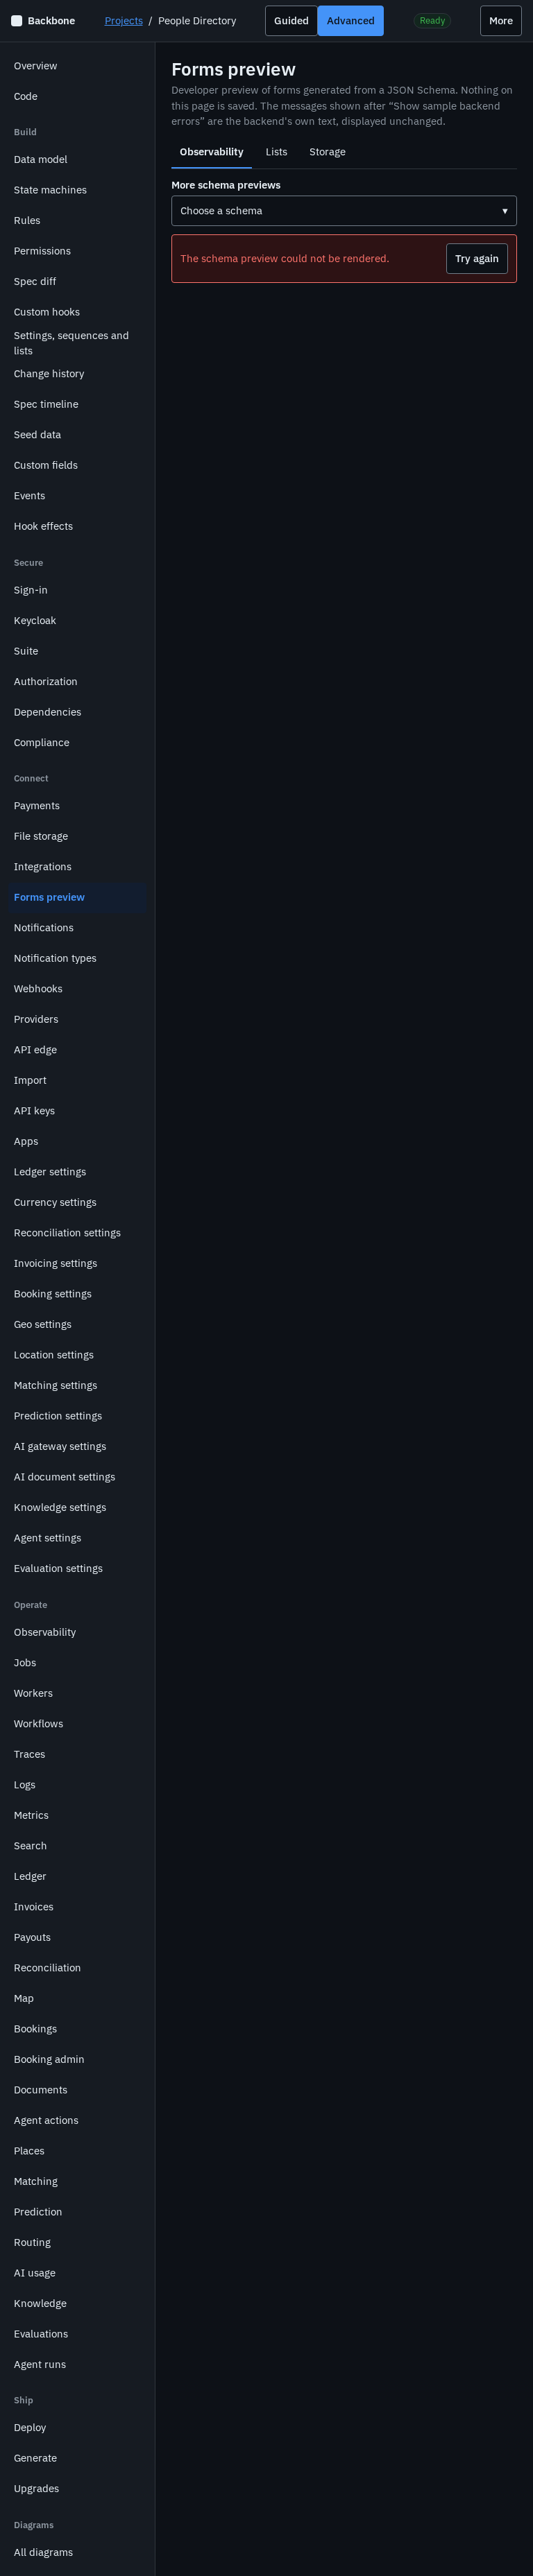 Backbone
Projects / People Directory
Guided
Advanced
Ready
More
Overview
Code
Build
Data model
State machines
Rules
Permissions
Spec diff
Custom hooks
Settings, sequences and
lists
Change history
Spec timeline
Seed data
Custom fields
Events
Hook effects
Secure
Sign-in
Keycloak
Suite
Authorization
Dependencies
Compliance
Connect
Payments
File storage
Integrations
Forms preview
Notifications
Notification types
Webhooks
Providers
API edge
Import
API keys
Apps
Ledger settings
Currency settings
Reconciliation settings
Invoicing settings
Booking settings
Geo settings
Location settings
Matching settings
Prediction settings
AI gateway settings
AI document settings
Knowledge settings
Agent settings
Evaluation settings
Operate
Observability
Jobs
Workers
Workflows
Traces
Logs
Metrics
Search
Ledger
Invoices
Payouts
Reconciliation
Map
Bookings
Booking admin
Documents
Agent actions
Places
Matching
Prediction
Routing
AI usage
Knowledge
Evaluations
Agent runs
Ship
Deploy
Generate
Upgrades
Diagrams
All diagrams
Forms preview
Developer preview of forms generated from a JSON Schema. Nothing on
this page is saved. The messages shown after “Show sample backend
errors” are the backend's own text, displayed unchanged.
Observability
Lists
Storage
More schema previews
Choose a schema
The schema preview could not be rendered.
Try again